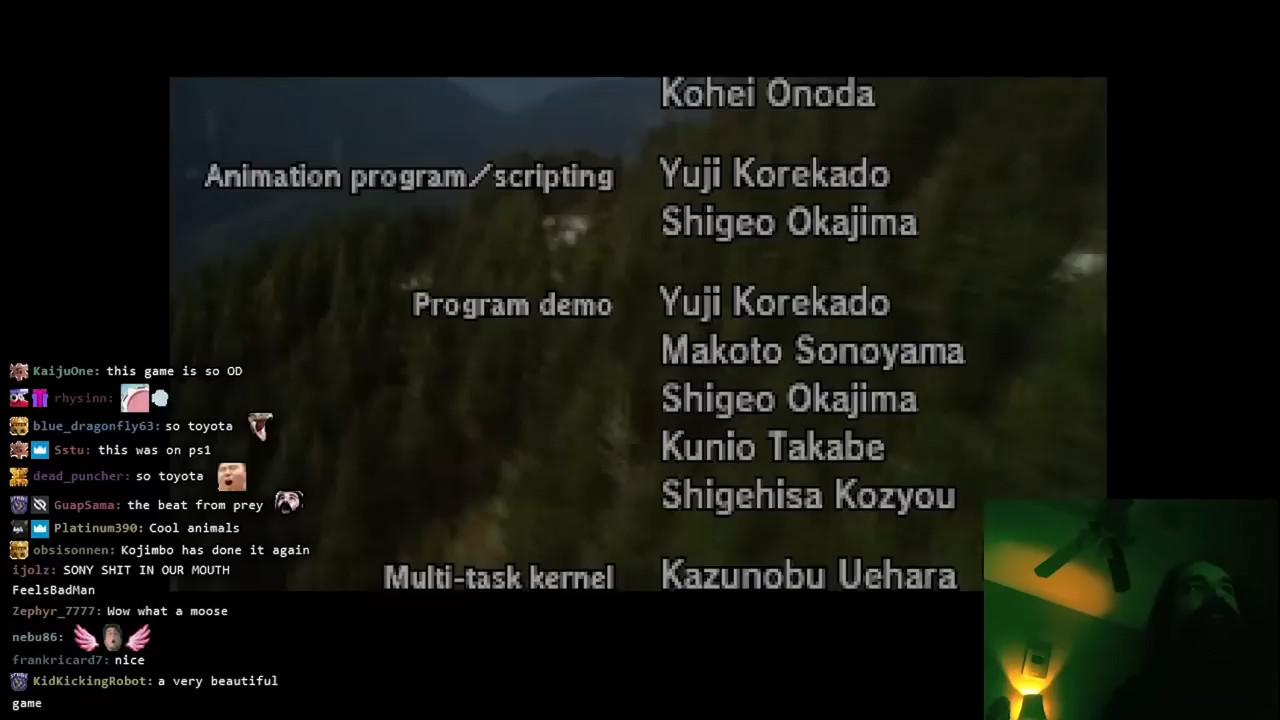 Kohei Onoda
Animation program/scripting Yuji Korekado
Shigeo Okajima
Program demo Yuji Korekado
Makoto Sonoyama
Shigeo Okajima
Kunio Takabe
Shigehisa Kozyou
Multi-task kernel Kazunobu Uehara
KaijuOne: this game is so OD
rhysinn:
blue_dragonfly63: so toyota
Sstu: this was on ps1
dead_puncher: so toyota
GuapSama: the beat from prey
Platinum390: Cool animals
obsisonnen: Kojimbo has done it again
ijolz: SONY SHIT IN OUR MOUTH
FeelsBadMan
Zephyr_7777: Wow what a moose
nebu86:
frankricard7: nice
KidKickingRobot: a very beautiful
game